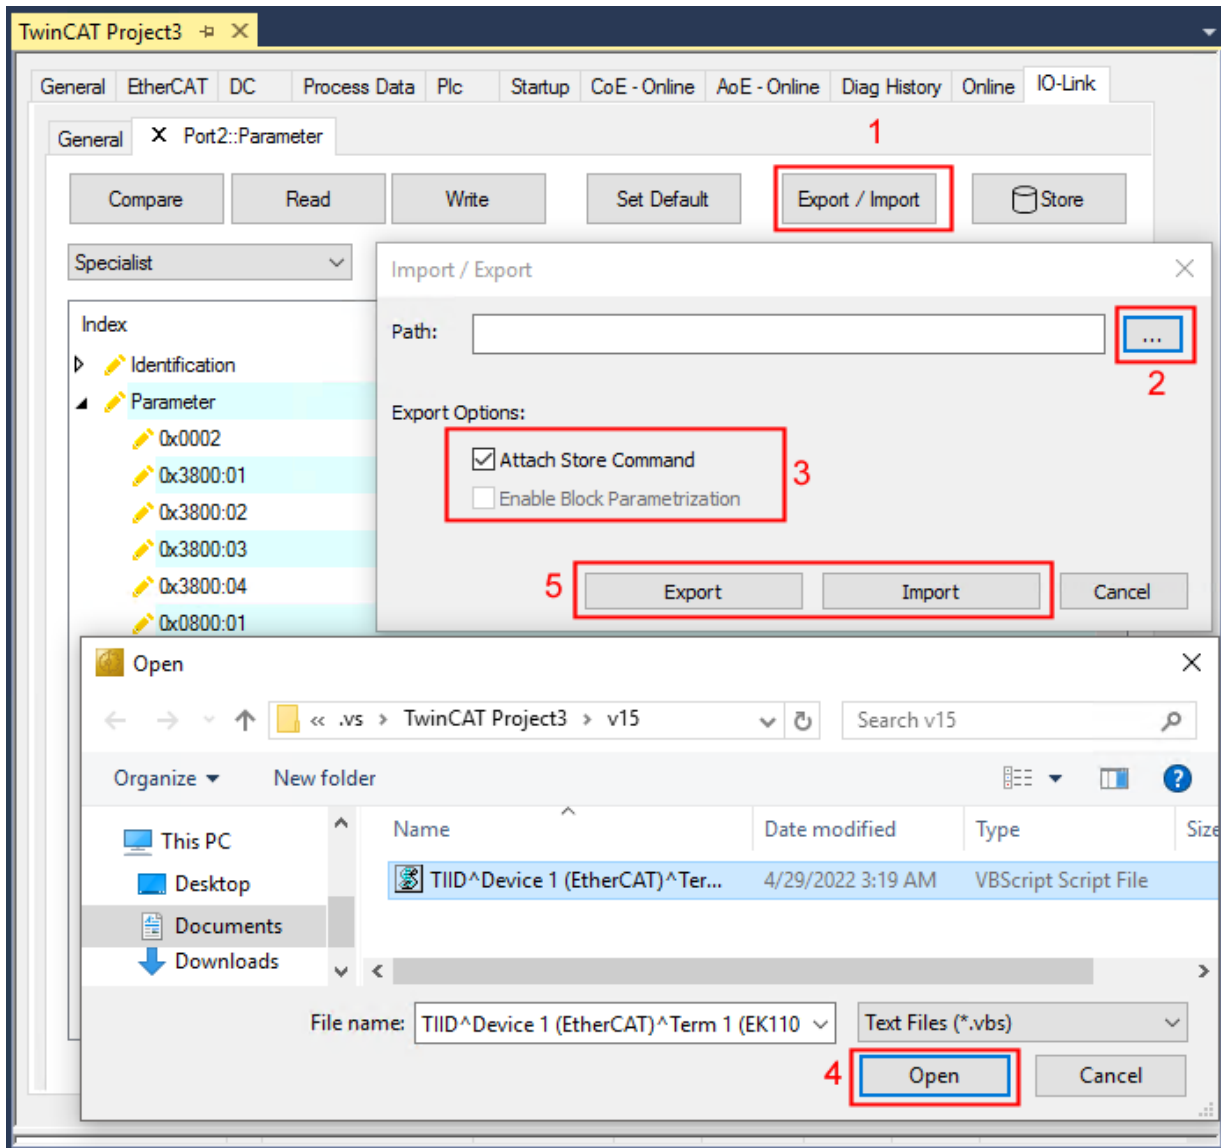 TwinCAT Project3
General EtherCAT DC Process Data Plc Startup CoE - Online AoE - Online Diag History Online IO-Link
General X Port2::Parameter
1
Compare Read Write Set Default Export / Import Store
Specialist
Import / Export
Index
Path:
...
2
Identification
Parameter
Export Options:
0x0002
Attach Store Command
3
0x3800:01
Enable Block Parametrization
0x3800:02
0x3800:03
0x3800:04
5
Export Import Cancel
0x0800:01
Open
« .vs > TwinCAT Project3 > v15
Search v15
Organize New folder
?
Name Date modified Type Size
This PC
TIID^Device 1 (EtherCAT)^Ter... 4/29/2022 3:19 AM VBScript Script File
Desktop
Documents
Downloads
File name: TIID^Device 1 (EtherCAT)^Term 1 (EK110 Text Files (*.vbs)
4
Open Cancel